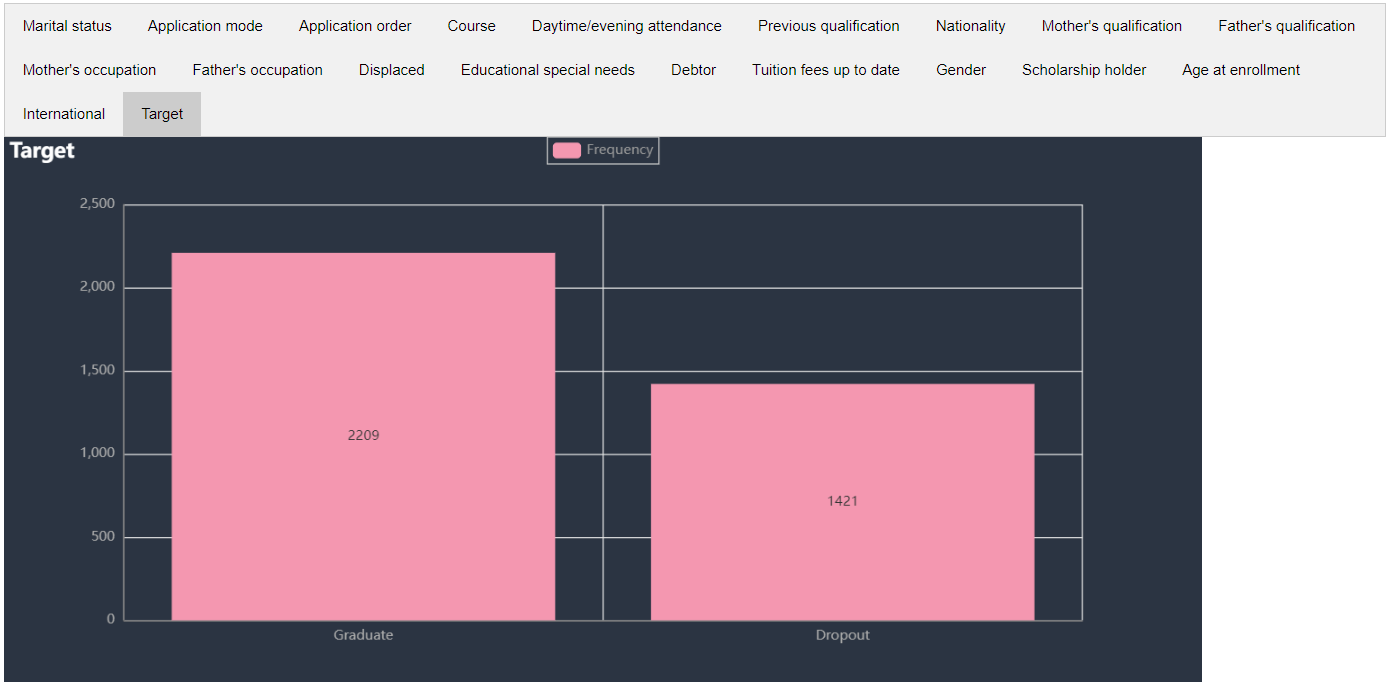 Marital status Application mode Application order Course Daytime/evening attendance Previous qualification Nationality Mother's qualification Father's qualification
Mother's occupation Father's occupation Displaced Educational special needs Debtor Tuition fees up to date Gender Scholarship holder Age at enrollment
International Target
Target
Frequency
2,500
2,000
1,500
1,000
500
0
2209
1421
Graduate Dropout